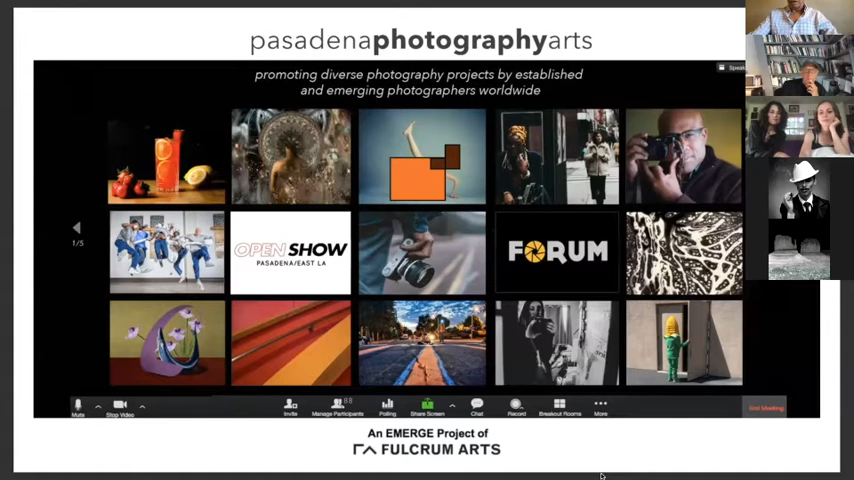 pasadenaphotographyarts
promoting diverse photography projects by established
and emerging photographers worldwide
1/5
OPEN SHOW
PASADENA/EAST LA
FORUM
Mute
Stop Video
Invite
Manage Participants
88
Polling
Share Screen
Chat
Record
Breakout Rooms
More
End Meeting
An EMERGE Project of
FULCRUM ARTS